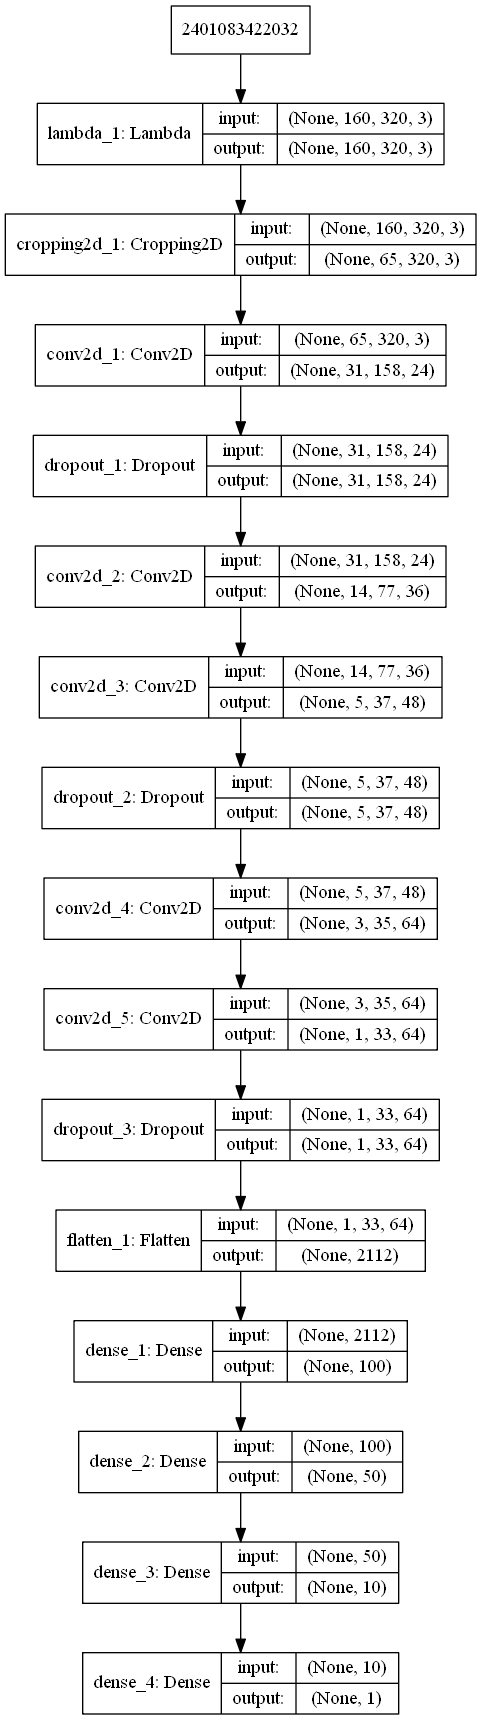 2401083422032
lambda_1: Lambda
input: (None, 160, 320, 3)
output: (None, 160, 320, 3)
cropping2d_1: Cropping2D
input: (None, 160, 320, 3)
output: (None, 65, 320, 3)
conv2d_1: Conv2D
input: (None, 65, 320, 3)
output: (None, 31, 158, 24)
dropout_1: Dropout
input: (None, 31, 158, 24)
output: (None, 31, 158, 24)
conv2d_2: Conv2D
input: (None, 31, 158, 24)
output: (None, 14, 77, 36)
conv2d_3: Conv2D
input: (None, 14, 77, 36)
output: (None, 5, 37, 48)
dropout_2: Dropout
input: (None, 5, 37, 48)
output: (None, 5, 37, 48)
conv2d_4: Conv2D
input: (None, 5, 37, 48)
output: (None, 3, 35, 64)
conv2d_5: Conv2D
input: (None, 3, 35, 64)
output: (None, 1, 33, 64)
dropout_3: Dropout
input: (None, 1, 33, 64)
output: (None, 1, 33, 64)
flatten_1: Flatten
input: (None, 1, 33, 64)
output: (None, 2112)
dense_1: Dense
input: (None, 2112)
output: (None, 100)
dense_2: Dense
input: (None, 100)
output: (None, 50)
dense_3: Dense
input: (None, 50)
output: (None, 10)
dense_4: Dense
input: (None, 10)
output: (None, 1)